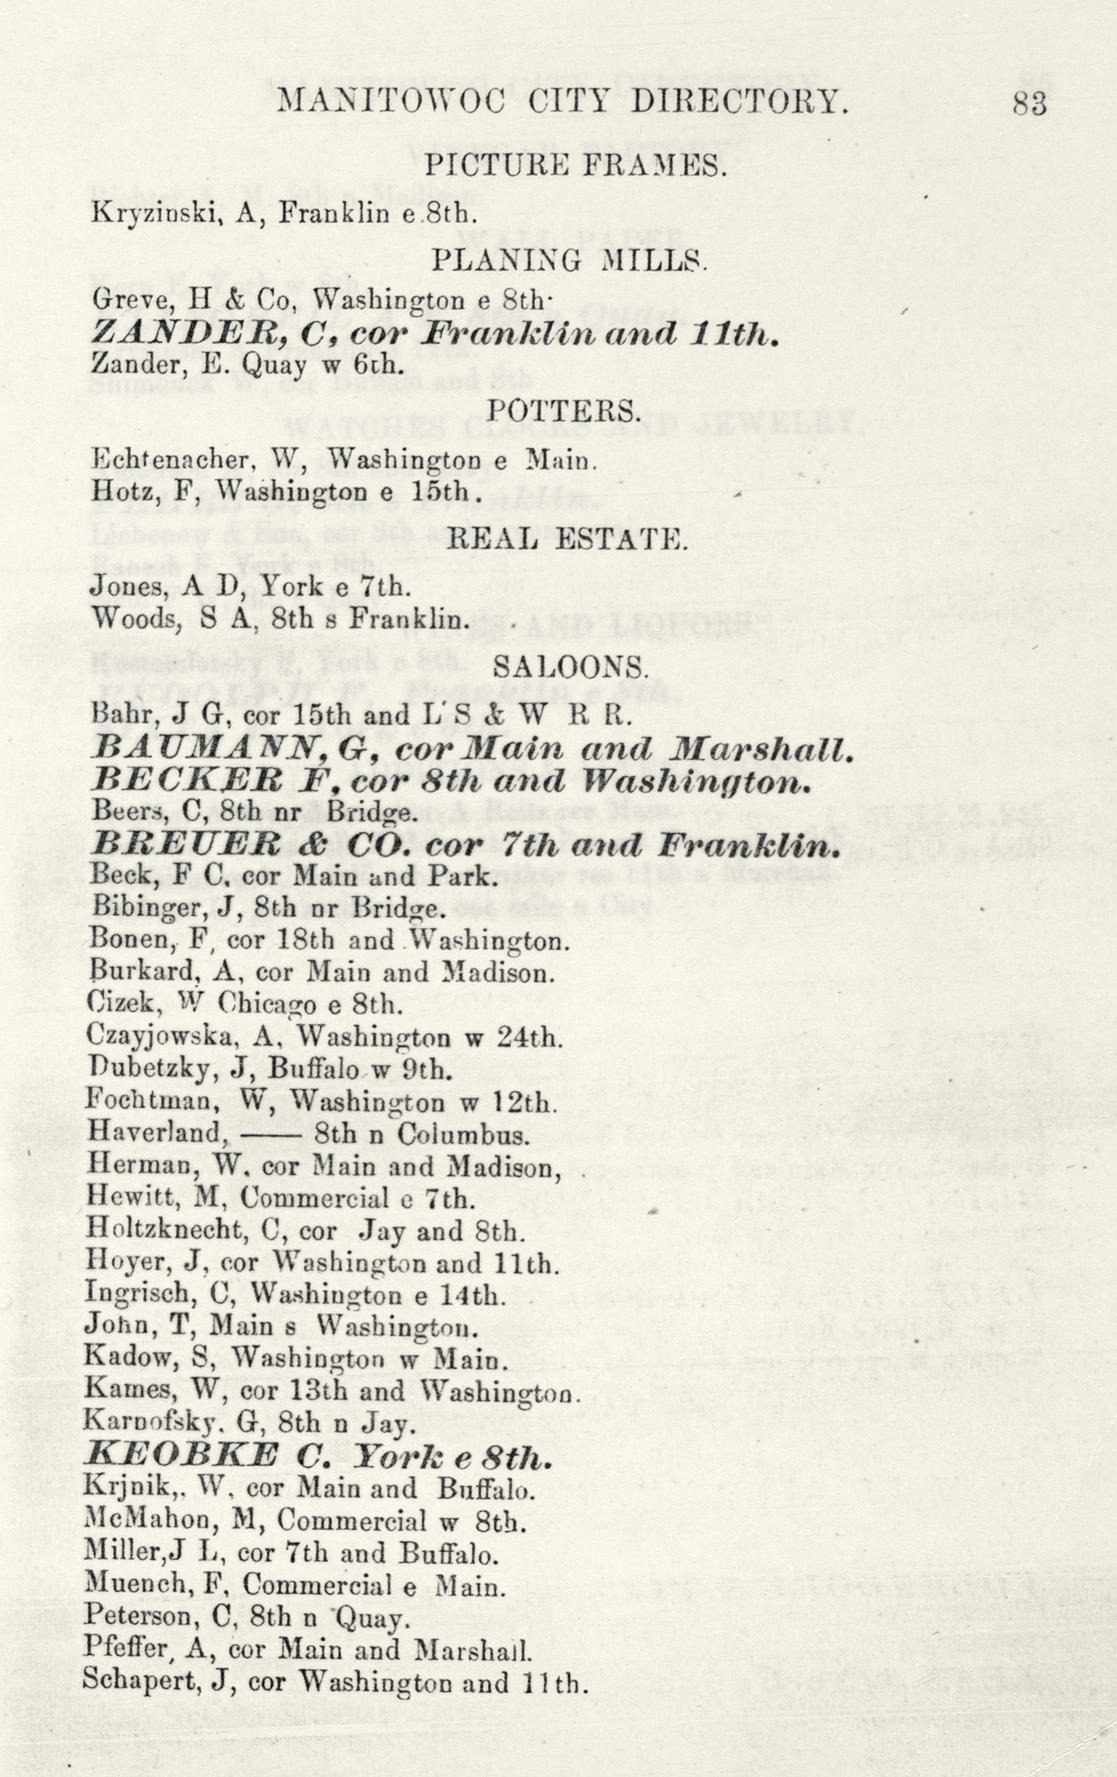 MANITOWOC CITY DIRECTORY. 83
PICTURE FRAMES.
Kryzinski, A, Franklin e 8th.
PLANING MILLS.
Greve, H & Co, Washington e 8th·
ZANDER, C, cor Franklin and 11th.
Zander, E. Quay w 6th.
POTTERS.
Echtenacher, W, Washington e Main.
Hotz, F, Washington e 15th.
REAL ESTATE.
Jones, A D, York e 7th.
Woods, S A, 8th s Franklin.
SALOONS.
Bahr, J G, cor 15th and L S & W R R.
BAUMANN, G, cor Main and Marshall.
BECKER F, cor 8th and Washington.
Beers, C, 8th nr Bridge.
BREUER & CO. cor 7th and Franklin.
Beck, F C, cor Main and Park.
Bibinger, J, 8th nr Bridge.
Bonen, F, cor 18th and Washington.
Burkard, A, cor Main and Madison.
Cizek, W Chicago e 8th.
Czayjowska, A, Washington w 24th.
Dubetzky, J, Buffalo w 9th.
Fochtman, W, Washington w 12th.
Haverland, —— 8th n Columbus.
Herman, W, cor Main and Madison,
Hewitt, M, Commercial e 7th.
Holtzknecht, C, cor Jay and 8th.
Hoyer, J, cor Washington and 11th.
Ingrisch, C, Washington e 14th.
John, T, Main s Washington.
Kadow, S, Washington w Main.
Kames, W, cor 13th and Washington.
Karnofsky. G, 8th n Jay.
KEOBKE C. York e 8th.
Krjnik,. W, cor Main and Buffalo.
McMahon, M, Commercial w 8th.
Miller,J L, cor 7th and Buffalo.
Muench, F, Commercial e Main.
Peterson, C, 8th n Quay.
Pfeffer, A, cor Main and Marshall.
Schapert, J, cor Washington and 11th.